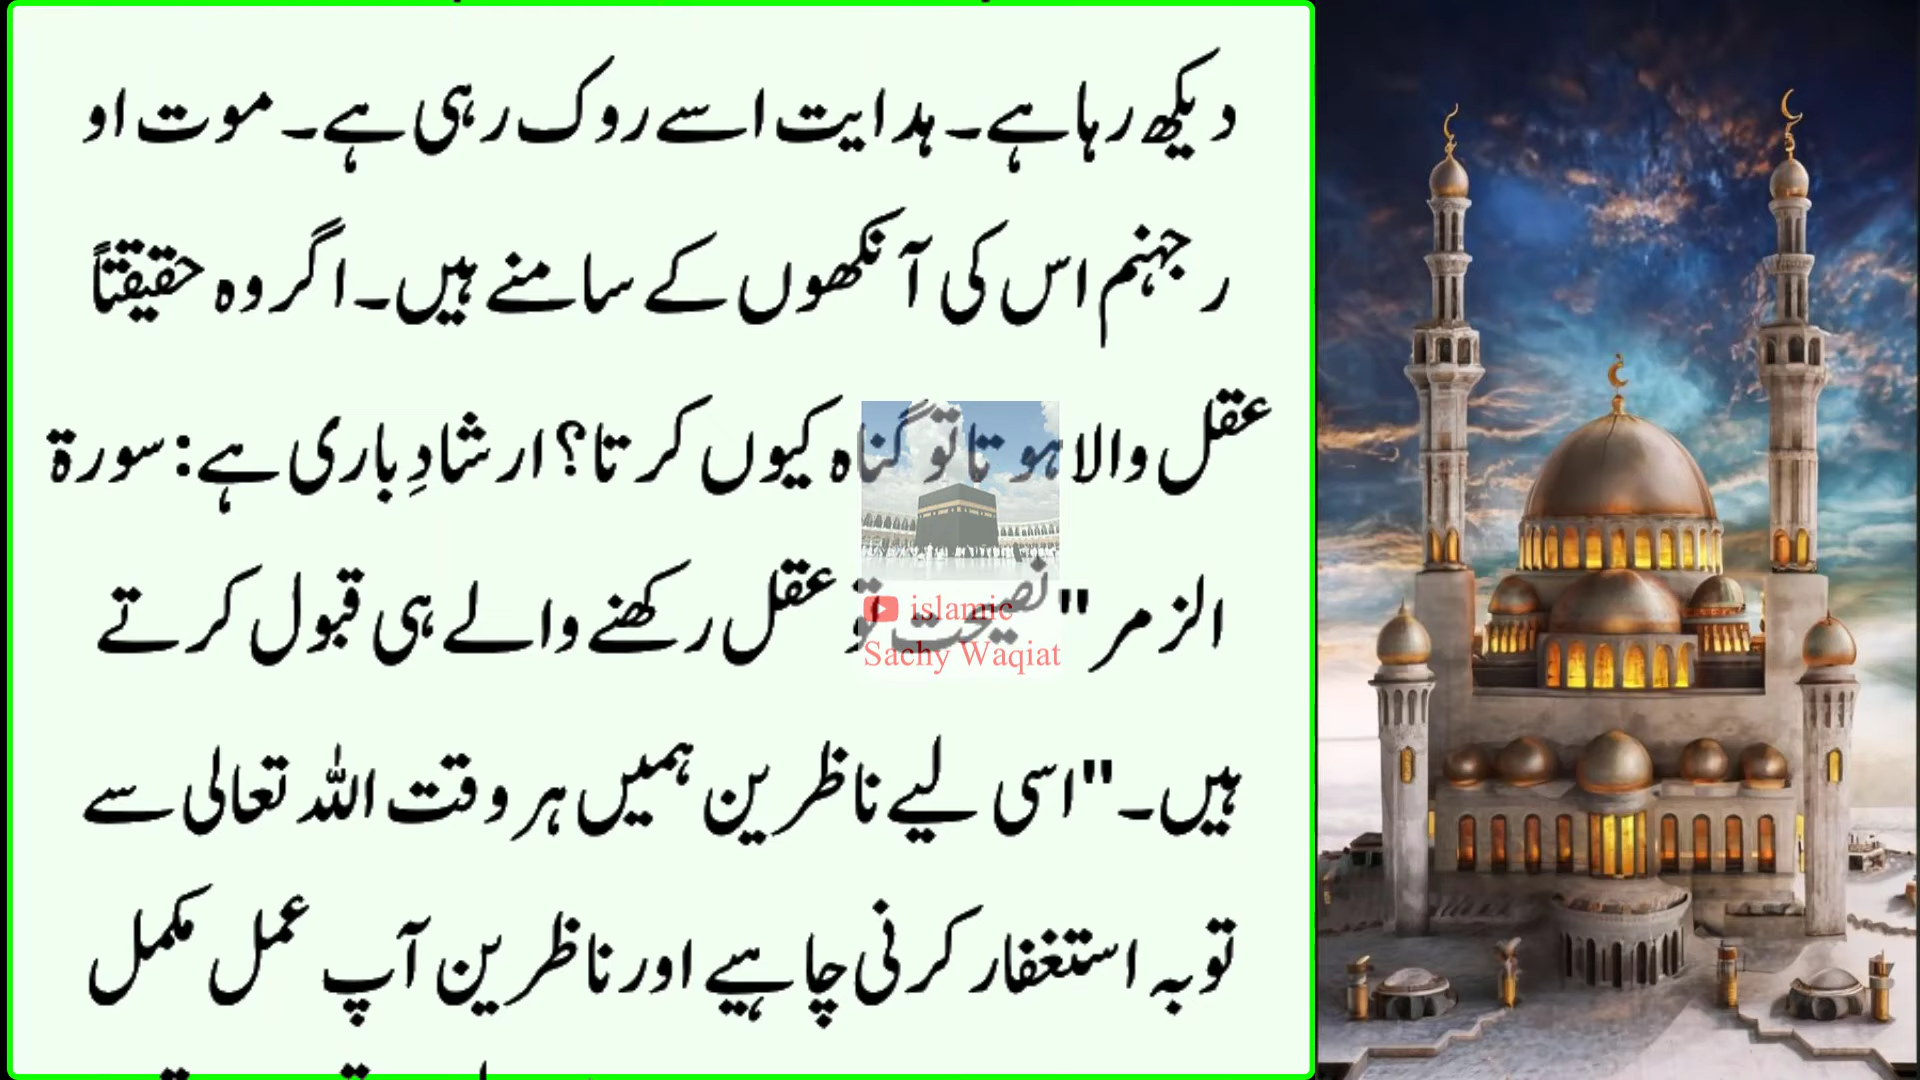 دیکھ رہا ہے۔ ہدایت اسے روک رہی ہے۔ موت او
ر جہنم اس کی آنکھوں کے سامنے ہیں۔ اگر وہ حقیقتاً
عقل والا ہوتا تو گناہ کیوں کرتا؟ ارشادِ باری ہے: سورۃ
الزمر "نصیحت تو عقل رکھنے والے ہی قبول کرتے
ہیں۔" اسی لیے ناظرین ہمیں ہر وقت اللہ تعالی سے
توبہ استغفار کرنی چاہیے اور ناظرین آپ عمل مکمل
islamic
Sachy Waqiat